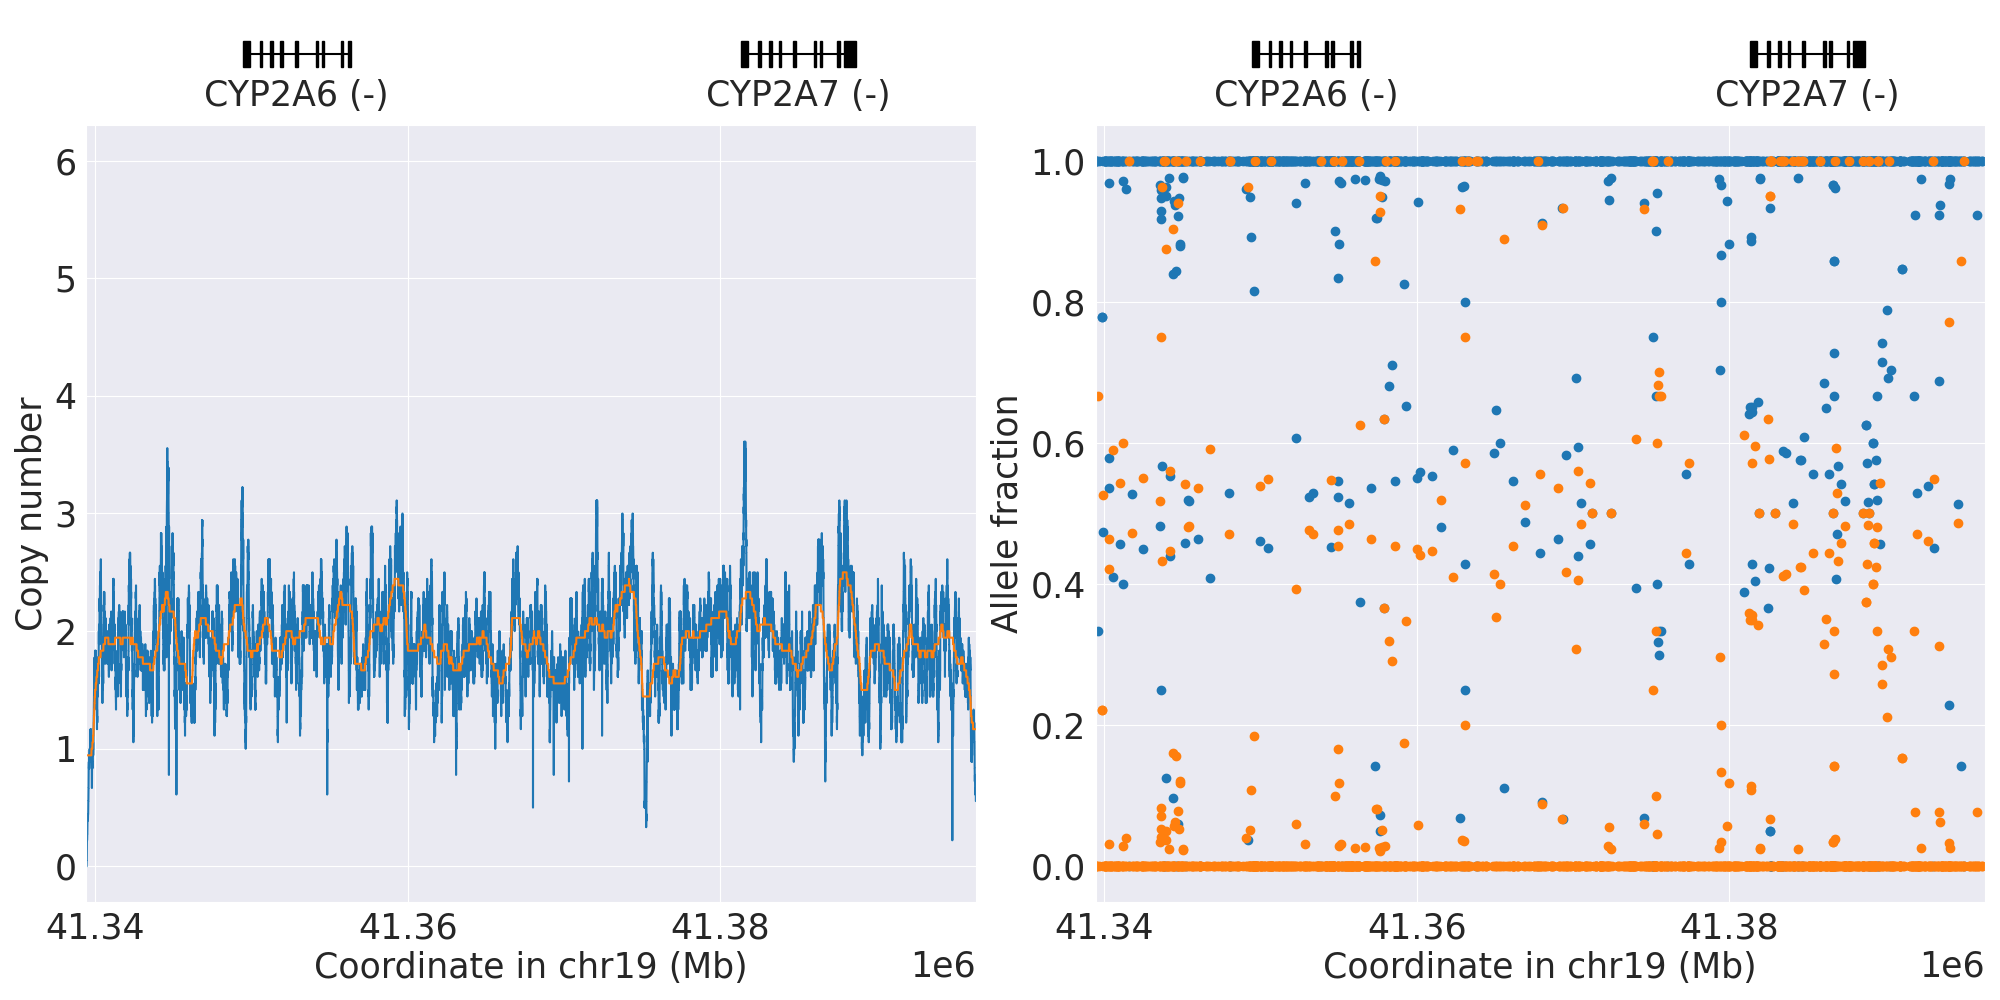 CYP2A6 (-)
CYP2A7 (-)
6
5
4
3
2
1
0
Copy number
41.34
41.36
41.38
Coordinate in chr19 (Mb)
1e6
CYP2A6 (-)
CYP2A7 (-)
1.0
0.8
0.6
0.4
0.2
0.0
Allele fraction
41.34
41.36
41.38
Coordinate in chr19 (Mb)
1e6